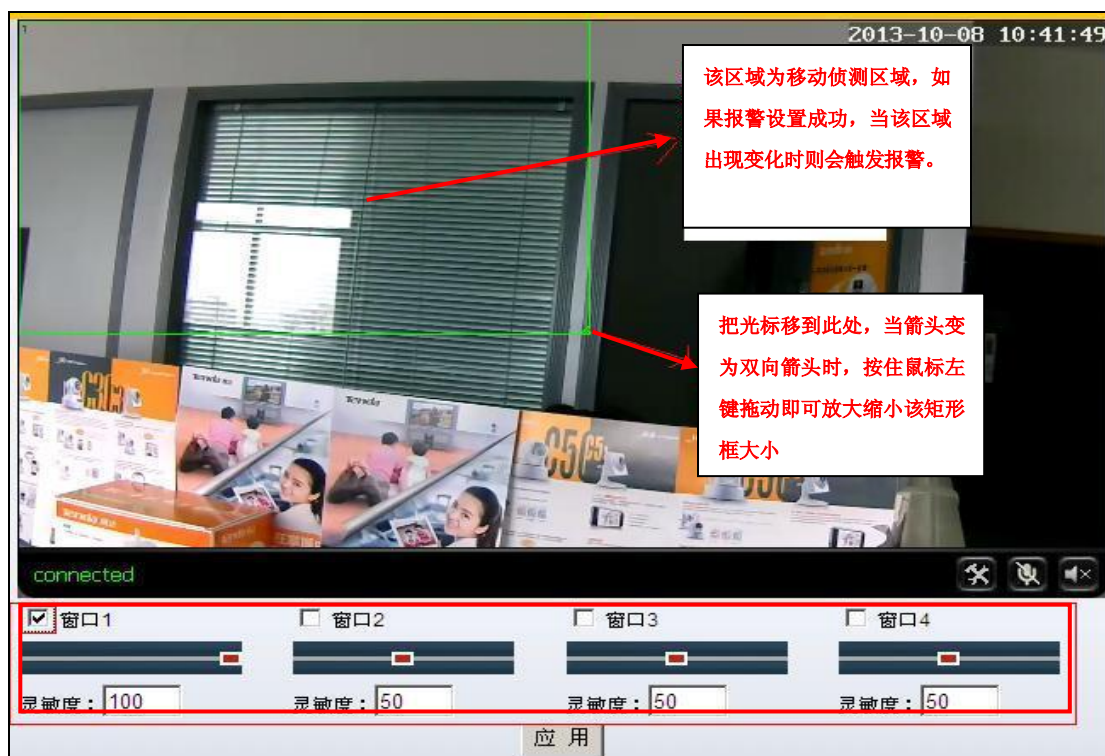 1
2013-10-08 10:41:49
该区域为移动侦测区域，如
果报警设置成功，当该区域
出现变化时则会触发报警。
把光标移到此处，当箭头变
为双向箭头时，按住鼠标左
键拖动即可放大缩小该矩形
框大小
C3C3
Tenda
Tenda
C5C5
Tenda
connected
窗口1 窗口2 窗口3 窗口4
灵敏度：100 灵敏度：50 灵敏度：50 灵敏度：50
应 用